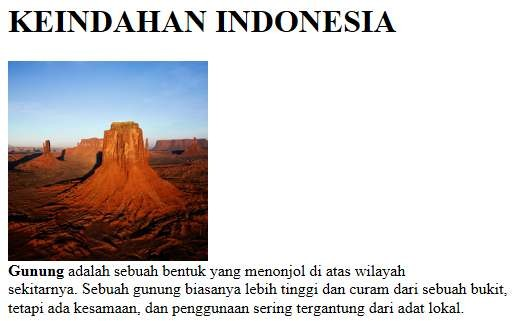 KEINDAHAN INDONESIA
Gunung adalah sebuah bentuk yang menonjol di atas wilayah
sekitarnya. Sebuah gunung biasanya lebih tinggi dan curam dari sebuah bukit,
tetapi ada kesamaan, dan penggunaan sering tergantung dari adat lokal.